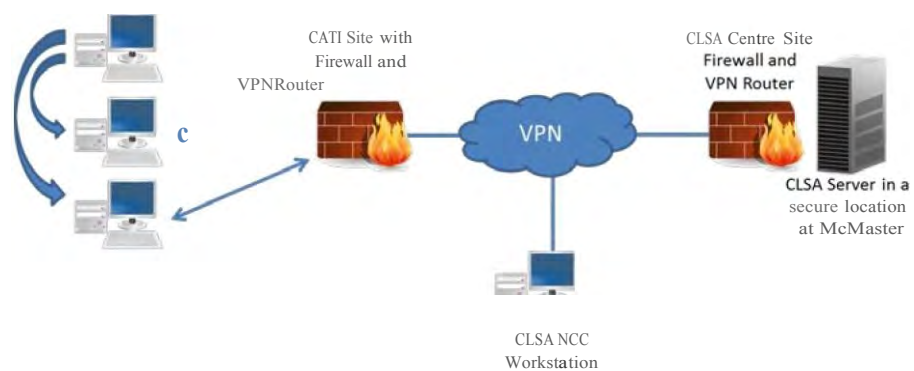 CATI Site with
Firewall and
VPNRouter
c
VPN
CLSA Centre Site
Firewall and
VPN Router
CLSA Server in a
secure location
at McMaster
CLSA NCC
Workstation